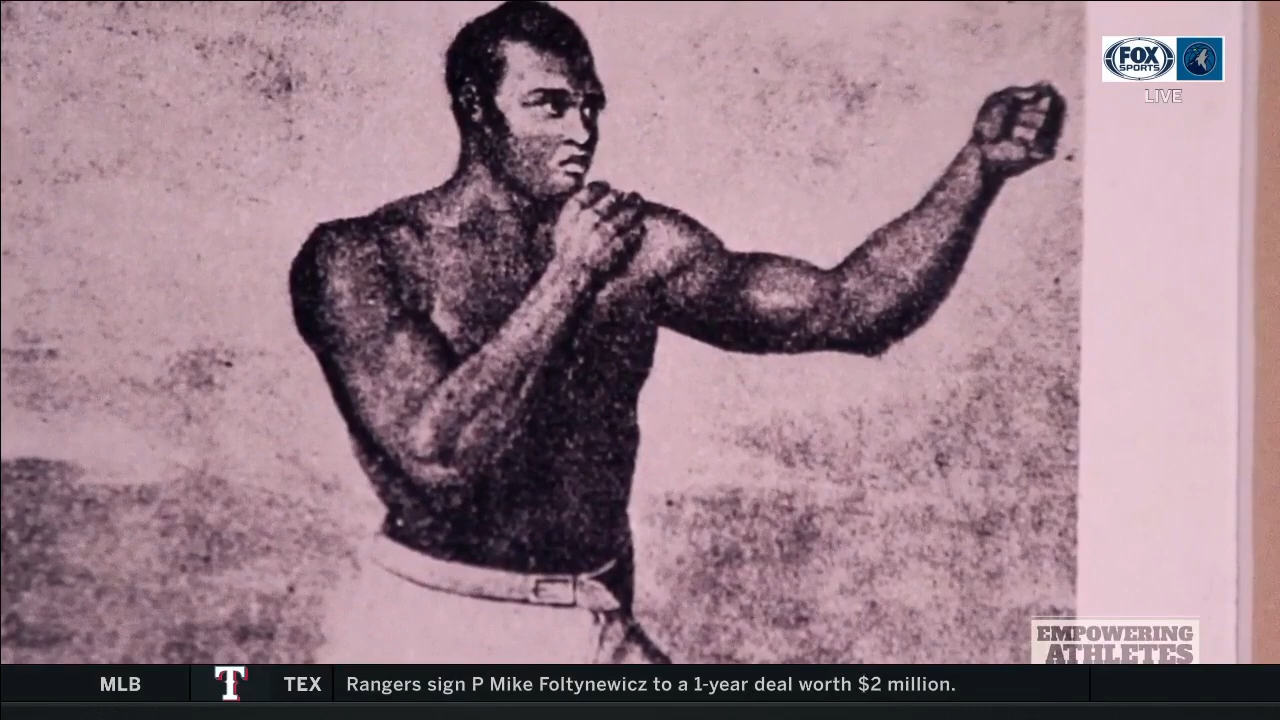 FOX
SPORTS
LIVE
EMPOWERING
ATHLETES
MLB T TEX Rangers sign P Mike Foltynewicz to a 1-year deal worth $2 million.